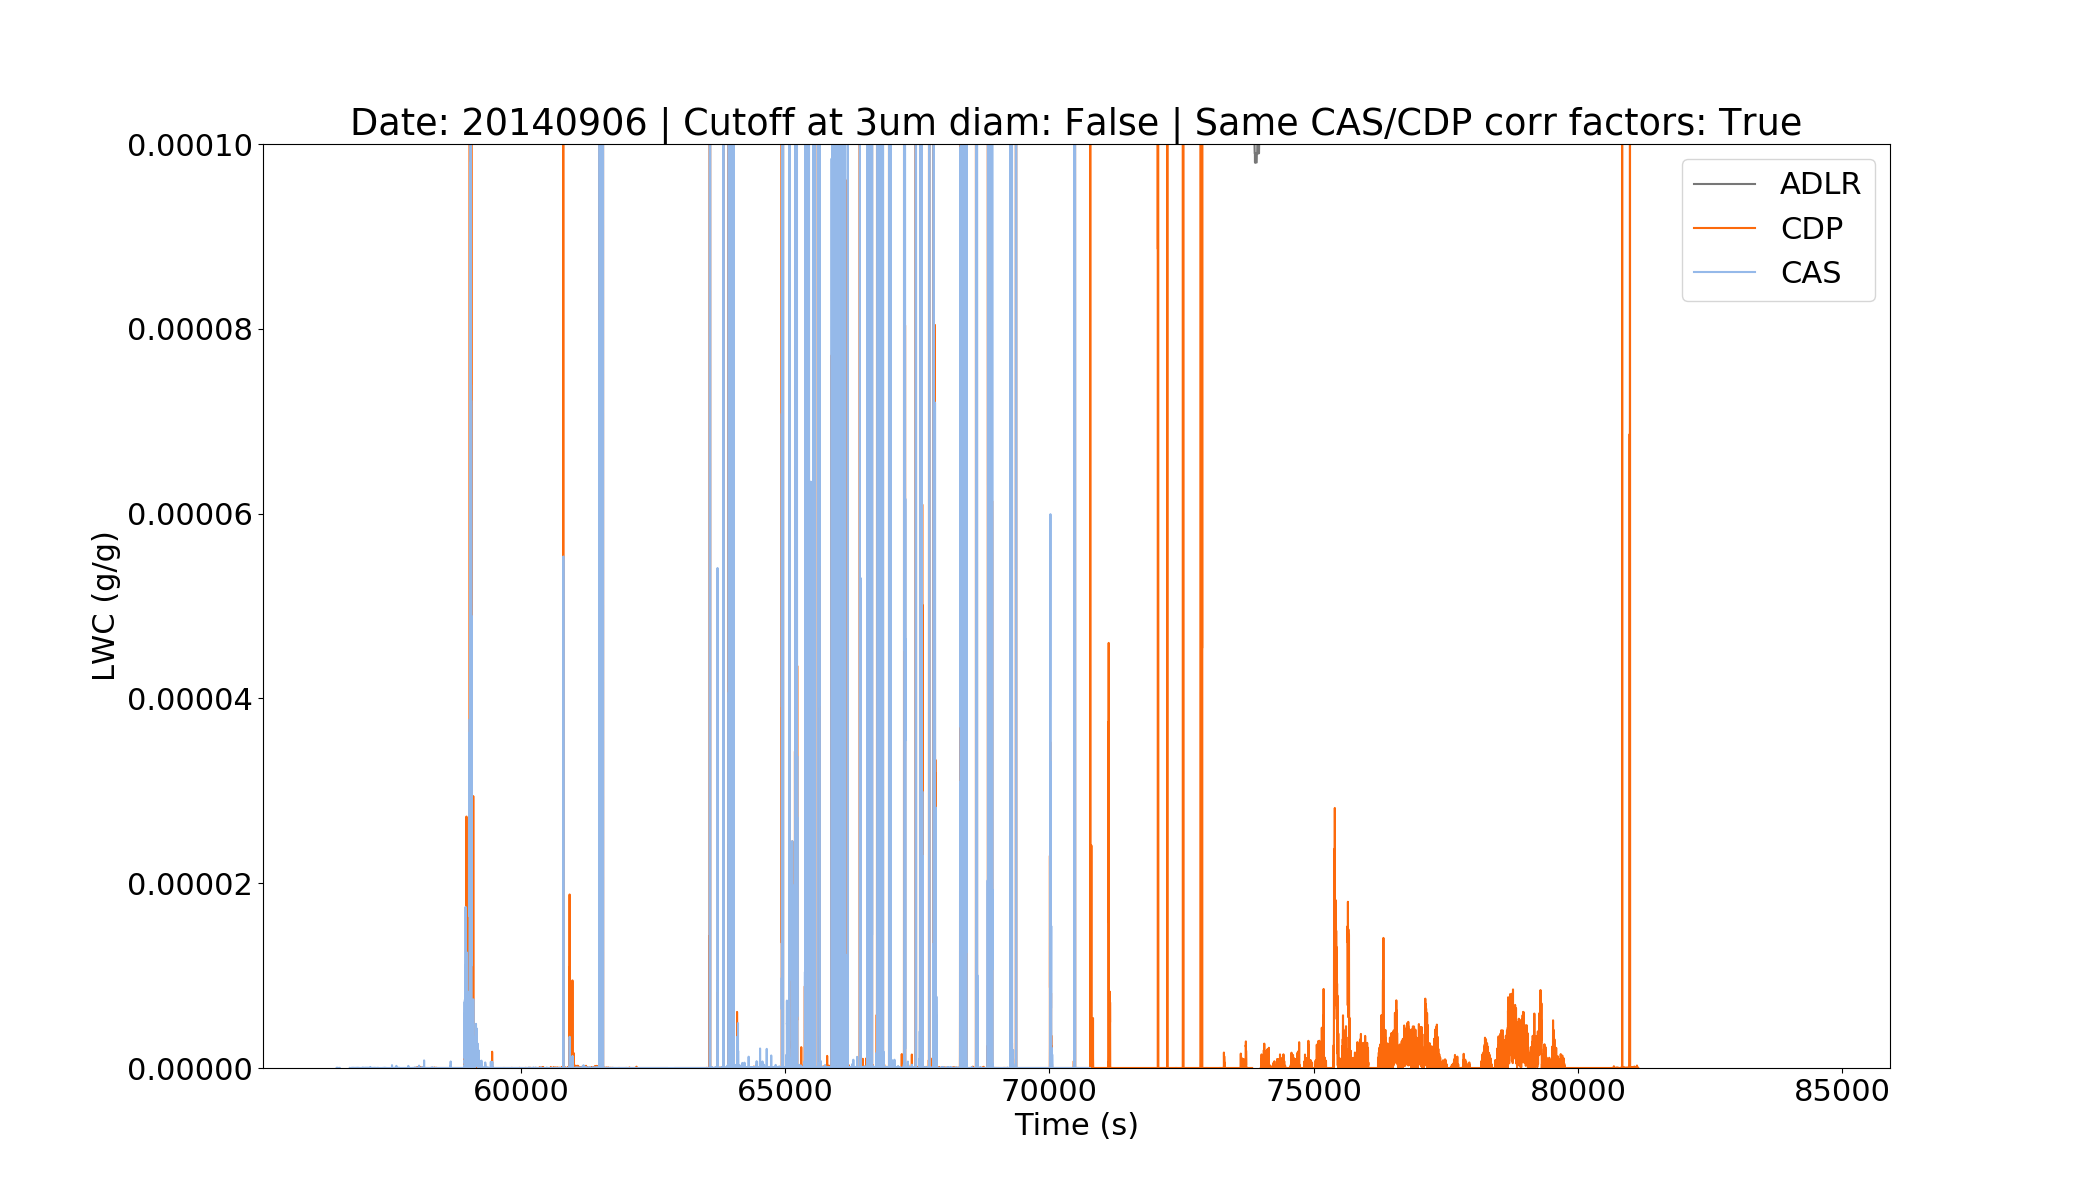 Date: 20140906 | Cutoff at 3um diam: False | Same CAS/CDP corr factors: True
0.00010
0.00008
0.00006
0.00004
0.00002
0.00000
LWC (g/g)
ADLR
CDP
CAS
60000
65000
70000
75000
80000
85000
Time (s)